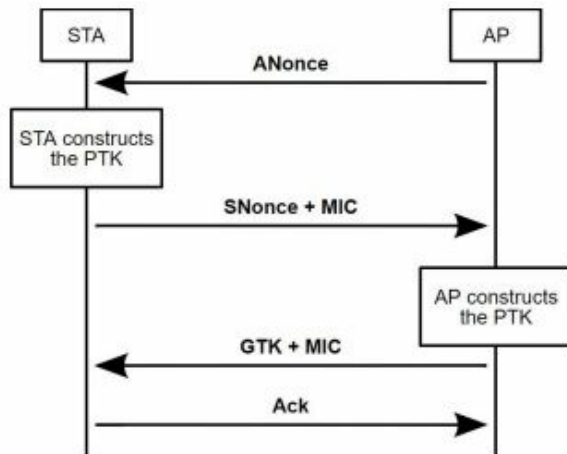 STA
AP
ANonce
STA constructs
the PTK
SNonce + MIC
AP constructs
the PTK
GTK + MIC
Ack